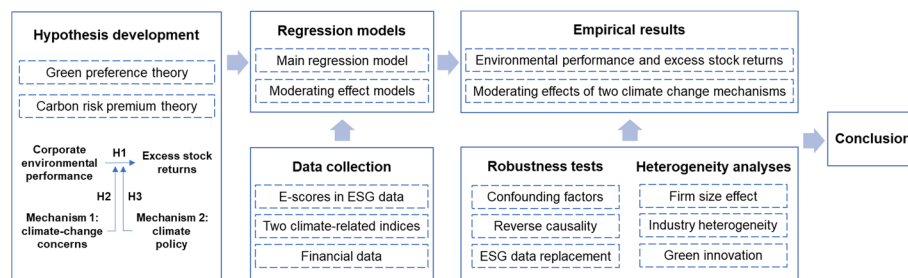 Hypothesis development
Green preference theory
Carbon risk premium theory
Corporate
environmental
performance
H1
Excess stock
returns
H2
H3
Mechanism 1:
climate-change
concerns
Mechanism 2:
climate
policy
Regression models
Main regression model
Moderating effect models
Data collection
E-scores in ESG data
Two climate-related indices
Financial data
Empirical results
Environmental performance and excess stock returns
Moderating effects of two climate change mechanisms
Robustness tests
Confounding factors
Reverse causality
ESG data replacement
Heterogeneity analyses
Firm size effect
Industry heterogeneity
Green innovation
Conclusion